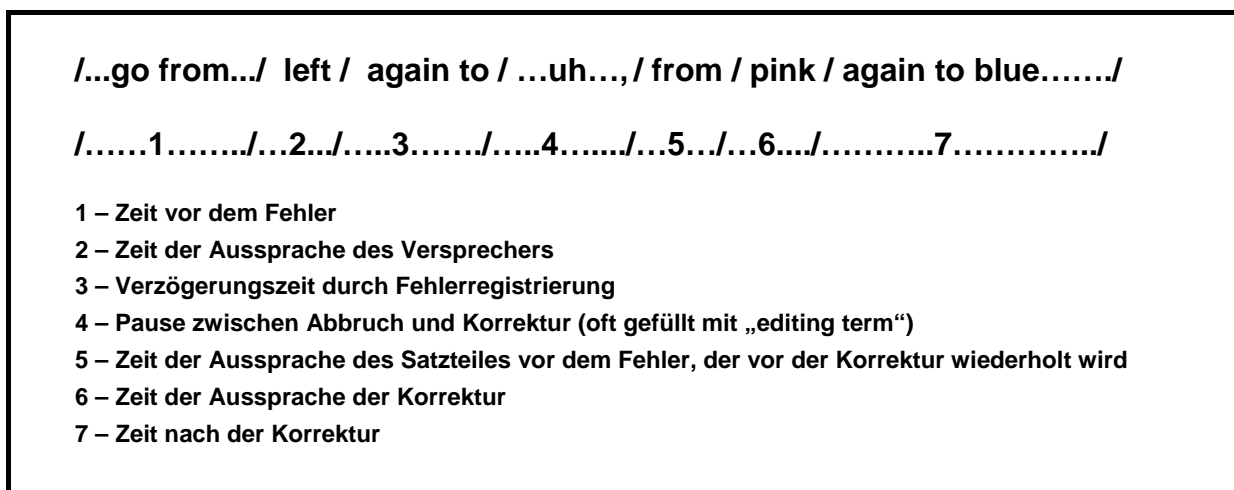 /...go from.../ left / again to / …uh…, / from / pink / again to blue……./
/……1……../…2.../…..3……./…..4…..../…5…/…6..../………..7…………../
1 – Zeit vor dem Fehler
2 – Zeit der Aussprache des Versprechers
3 – Verzögerungszeit durch Fehlerregistrierung
4 – Pause zwischen Abbruch und Korrektur (oft gefüllt mit „editing term“)
5 – Zeit der Aussprache des Satzteiles vor dem Fehler, der vor der Korrektur wiederholt wird
6 – Zeit der Aussprache der Korrektur
7 – Zeit nach der Korrektur